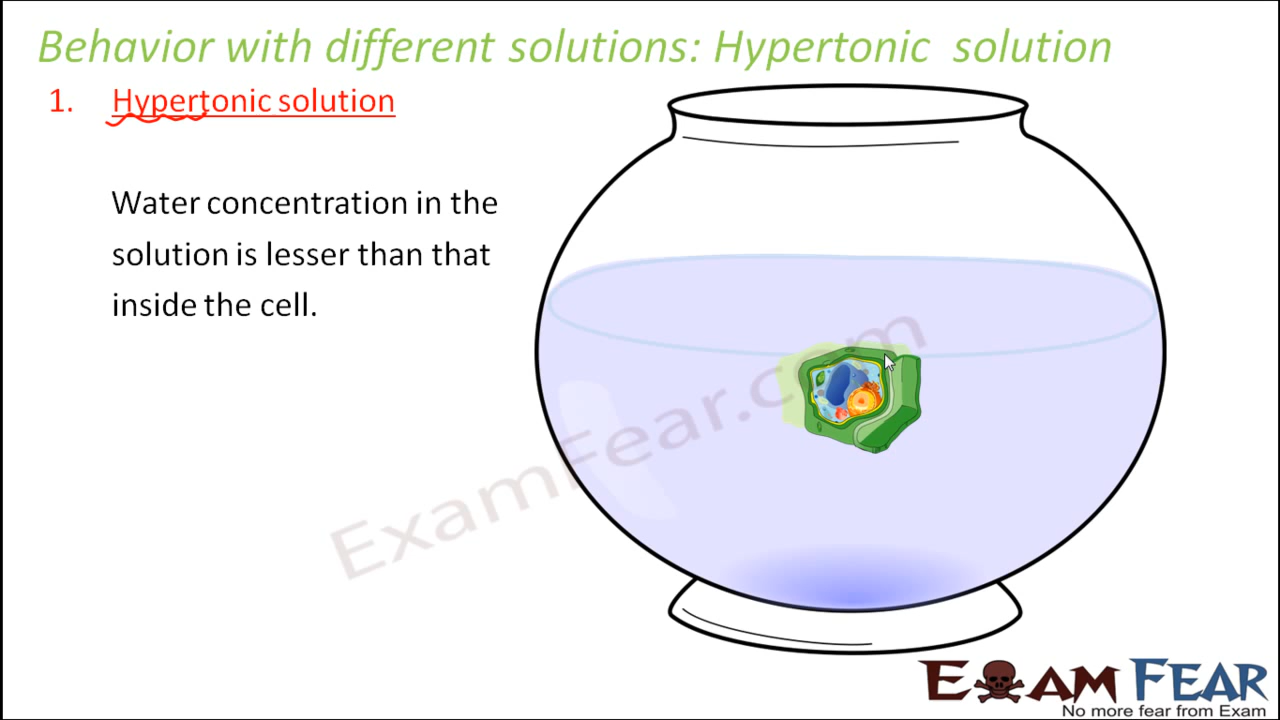 Behavior with different solutions: Hypertonic solution
1. Hypertonic solution
Water concentration in the
solution is lesser than that
inside the cell.
ExamFear.com
EXAM FEAR
No more fear from Exam